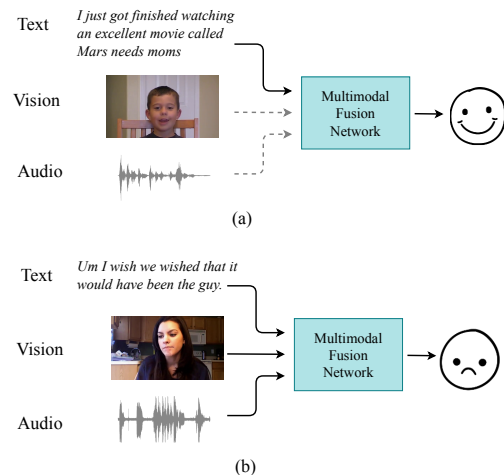 Text
I just got finished watching
an excellent movie called
Mars needs moms
Vision
Audio
Multimodal
Fusion
Network
(a)
Text
Um I wish we wished that it
would have been the guy.
Vision
Audio
Multimodal
Fusion
Network
(b)